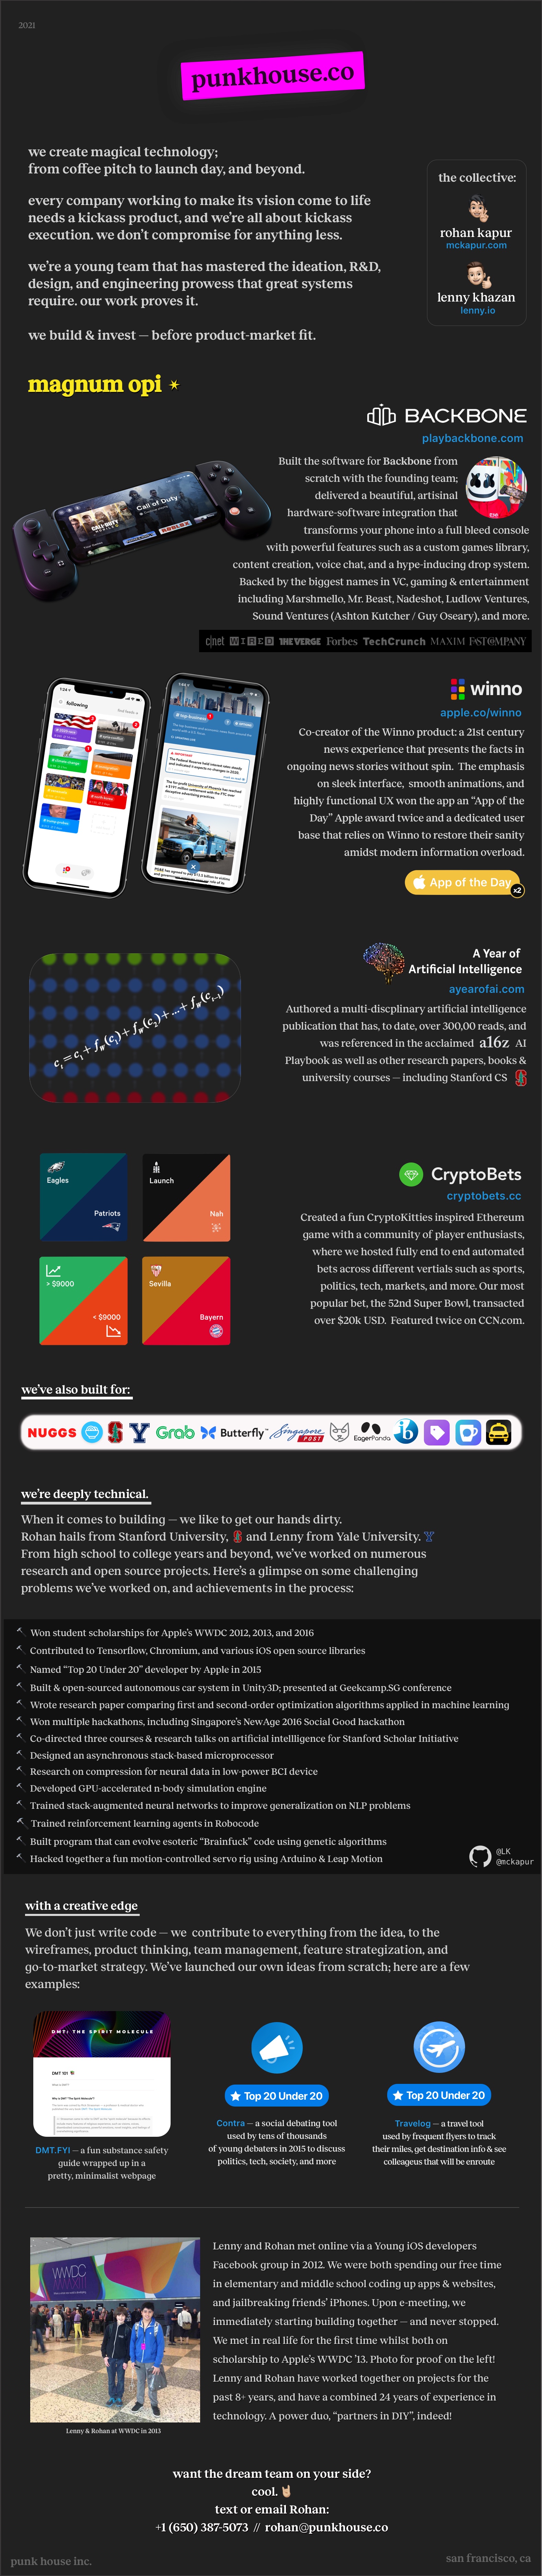 2021
punkhouse.co
we create magical technology;
from coffee pitch to launch day, and beyond.
every company working to make its vision come to life
needs a kickass product, and we're all about kickass
execution. we don't compromise for anything less.
we're a young team that has mastered the ideation, R&D,
design, and engineering prowess that great systems
require. our work proves it.
we build & invest — before product-market fit.
the collective:
rohan kapur
mckapur.com
lenny khazan
lenny.io
magnum opi
BACKBONE
playbackbone.com
Call of Duty
ROBLOX
Built the software for Backbone from
scratch with the founding team;
delivered a beautiful, artisinal
hardware-software integration that
transforms your phone into a full bleed console
with powerful features such as a custom games library,
content creation, voice chat, and a hype-inducing drop system.
Backed by the biggest names in VC, gaming & entertainment
including Marshmello, Mr. Beast, Nadeshot, Ludlow Ventures,
Sound Ventures (Ashton Kutcher / Guy Oseary), and more.
c|net WIRED THE VERGE Forbes TechCrunch MAXIM FAST COMPANY
1:24
following
1:24
winno
apple.co/winno
Co-creator of the Winno product: a 21st century
news experience that presents the facts in
ongoing news stories without spin. The emphasis
on sleek interface, smooth animations, and
highly functional UX won the app an "App of the
Day" Apple award twice and a dedicated user
base that relies on Winno to restore their sanity
amidst modern information overload.
App of the Day
x2
A Year of
Artificial Intelligence
ayearofai.com
Authored a multi-discplinary artificial intelligence
publication that has, to date, over 300,00 reads, and
was referenced in the acclaimed a16z AI
Playbook as well as other research papers, books &
university courses — including Stanford CS
Eagles
Patriots
Launch
Nah
> $9000
< $9000
Sevilla
Bayern
CryptoBets
cryptobets.cc
Created a fun CryptoKitties inspired Ethereum
game with a community of player enthusiasts,
where we hosted fully end to end automated
bets across different vertials such as sports,
politics, tech, markets, and more. Our most
popular bet, the 52nd Super Bowl, transacted
over $20k USD. Featured twice on CCN.com.
we've also built for:
NUGGS Grab Butterfly Singapore POST EagerPanda ib
we're deeply technical.
When it comes to building — we like to get our hands dirty.
Rohan hails from Stanford University, and Lenny from Yale University.
From high school to college years and beyond, we've worked on numerous
research and open source projects. Here's a glimpse on some challenging
problems we've worked on, and achievements in the process:
Won student scholarships for Apple's WWDC 2012, 2013, and 2016
Contributed to Tensorflow, Chromium, and various iOS open source libraries
Named "Top 20 Under 20" developer by Apple in 2015
Built & open-sourced autonomous car system in Unity3D; presented at Geekcamp.SG conference
Wrote research paper comparing first and second-order optimization algorithms applied in machine learning
Won multiple hackathons, including Singapore's NewAge 2016 Social Good hackathon
Co-directed three courses & research talks on artificial intellligence for Stanford Scholar Initiative
Designed an asynchronous stack-based microprocessor
Research on compression for neural data in low-power BCI device
Developed GPU-accelerated n-body simulation engine
Trained stack-augmented neural networks to improve generalization on NLP problems
Trained reinforcement learning agents in Robocode
Built program that can evolve esoteric "Brainfuck" code using genetic algorithms
Hacked together a fun motion-controlled servo rig using Arduino & Leap Motion
@LK
@mckapur
with a creative edge
We don't just write code — we contribute to everything from the idea, to the
wireframes, product thinking, team management, feature strategization, and
go-to-market strategy. We've launched our own ideas from scratch; here are a few
examples:
DMT: THE SPIRIT MOLECULE
DMT 101
DMT.FYI — a fun substance safety
guide wrapped up in a
pretty, minimalist webpage
Top 20 Under 20
Contra — a social debating tool
used by tens of thousands
of young debaters in 2015 to discuss
politics, tech, society, and more
Top 20 Under 20
Travelog — a travel tool
used by frequent flyers to track
their miles, get destination info & see
colleagues that will be enroute
WWDC
Lenny & Rohan at WWDC in 2013
Lenny and Rohan met online via a Young iOS developers
Facebook group in 2012. We were both spending our free time
in elementary and middle school coding up apps & websites,
and jailbreaking friends' iPhones. Upon e-meeting, we
immediately starting building together — and never stopped.
We met in real life for the first time whilst both on
scholarship to Apple's WWDC '13. Photo for proof on the left!
Lenny and Rohan have worked together on projects for the
past 8+ years, and have a combined 24 years of experience in
technology. A power duo, "partners in DIY", indeed!
want the dream team on your side?
cool.
text or email Rohan:
+1 (650) 387-5073 // rohan@punkhouse.co
punk house inc.
san francisco, ca